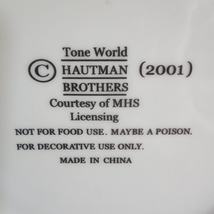 Tone World
© HAUTMAN (2001)
BROTHERS
Courtesy of MHS
Licensing
NOT FOR FOOD USE. MAYBE A POISON.
FOR DECORATIVE USE ONLY.
MADE IN CHINA